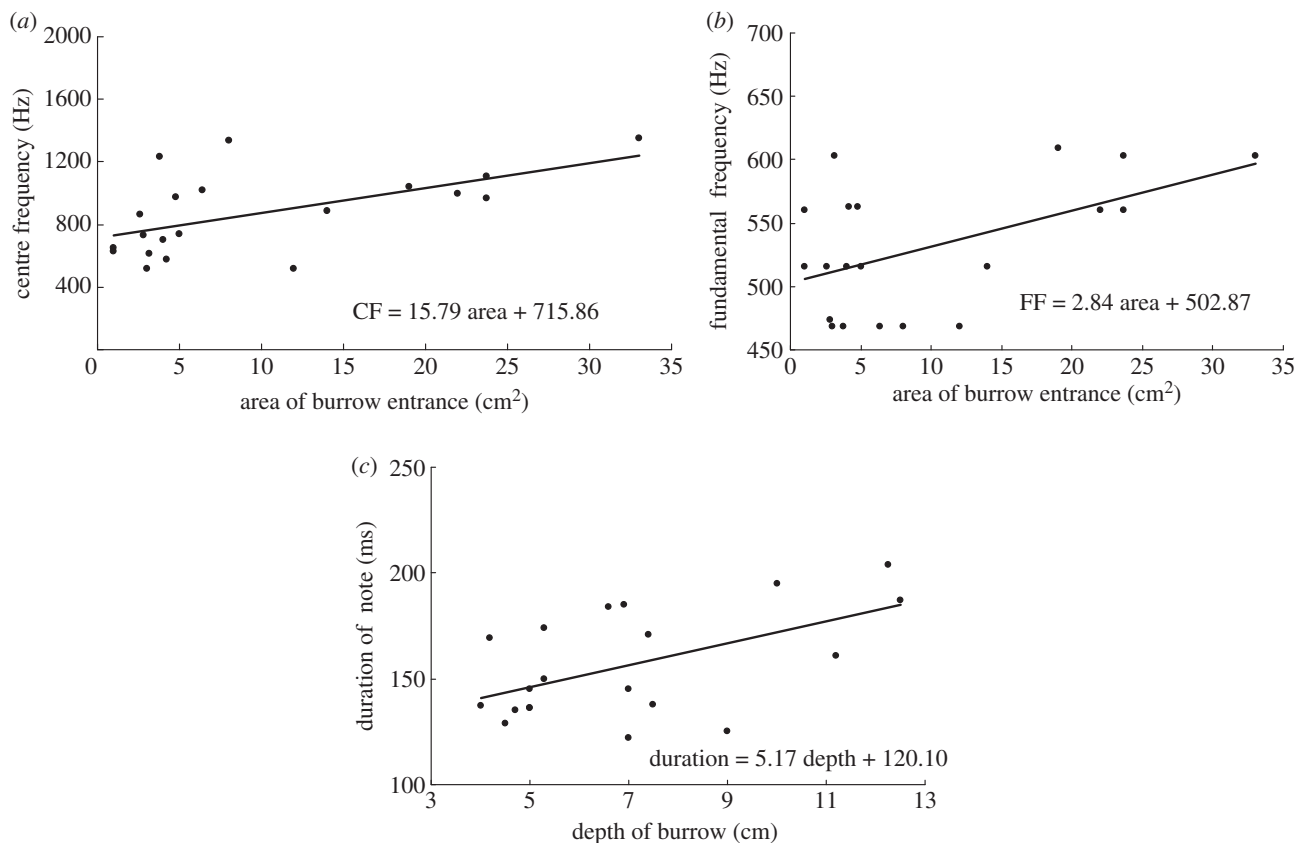 (a)
2000
1600
1200
800
400
centre frequency (Hz)
CF = 15.79 area + 715.86
0 5 10 15 20 25 30 35
area of burrow entrance (cm²)
(b)
700
650
600
550
500
450
fundamental frequency (Hz)
FF = 2.84 area + 502.87
0 5 10 15 20 25 30 35
area of burrow entrance (cm²)
(c)
250
200
150
100
duration of note (ms)
duration = 5.17 depth + 120.10
3 5 7 9 11 13
depth of burrow (cm)